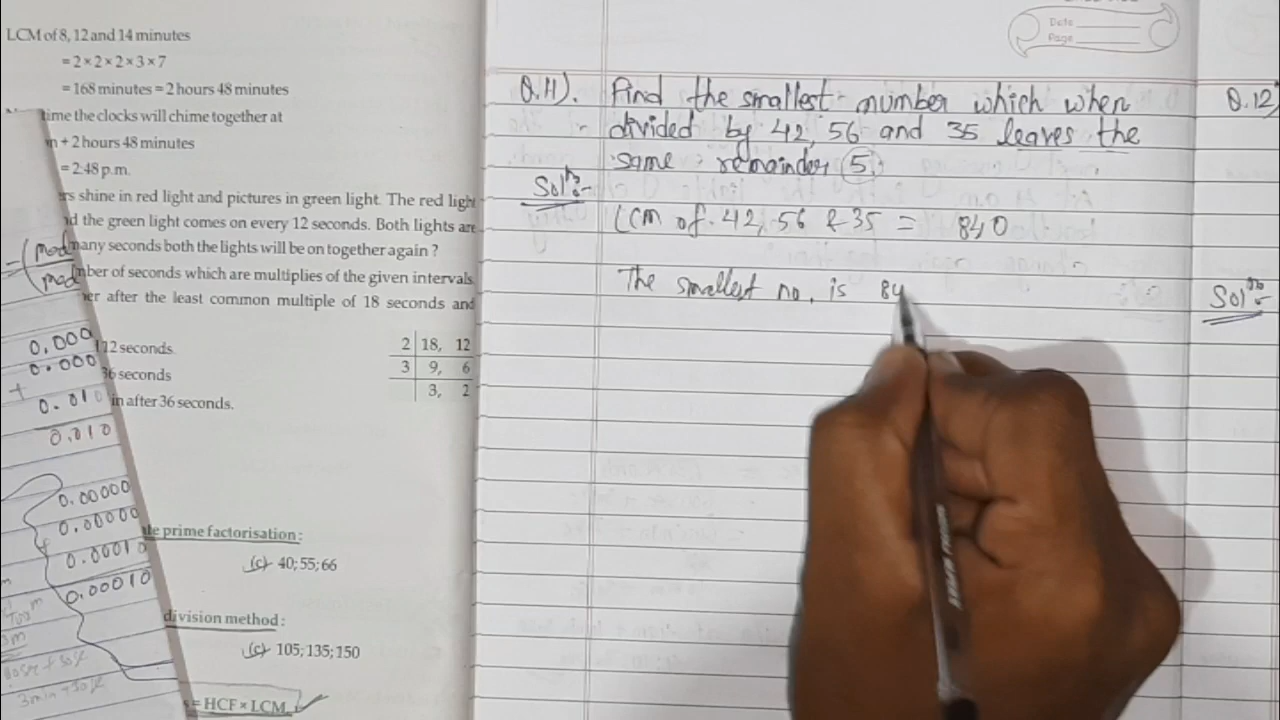 LCM of 8, 12 and 14 minutes
= 2 × 2 × 2 × 3 × 7
= 168 minutes = 2 hours 48 minutes
time the clocks will chime together at
+ 2 hours 48 minutes
= 2:48 p.m.
shine in red light and pictures in green light. The red light
the green light comes on every 12 seconds. Both lights are
many seconds both the lights will be on together again ?
of seconds which are multiplies of the given intervals
after the least common multiple of 18 seconds and
12 seconds
36 seconds
in after 36 seconds.
2 18, 12
3 9, 6
3, 2
prime factorisation :
(c) 40; 55; 66
division method :
(c) 105; 135; 150
= HCF × LCM
0.000
0.000
+
0.010
0.010
0.00000
0.00000
0.00010
0.00010
Date
Page
Q.11). Find the smallest number which when
divided by 42, 56 and 35 leaves the
same remainder 5.
Solⁿ:-
LCM of 42, 56 & 35 = 840
The smallest no. is 84
Q.12)
Solⁿ:-